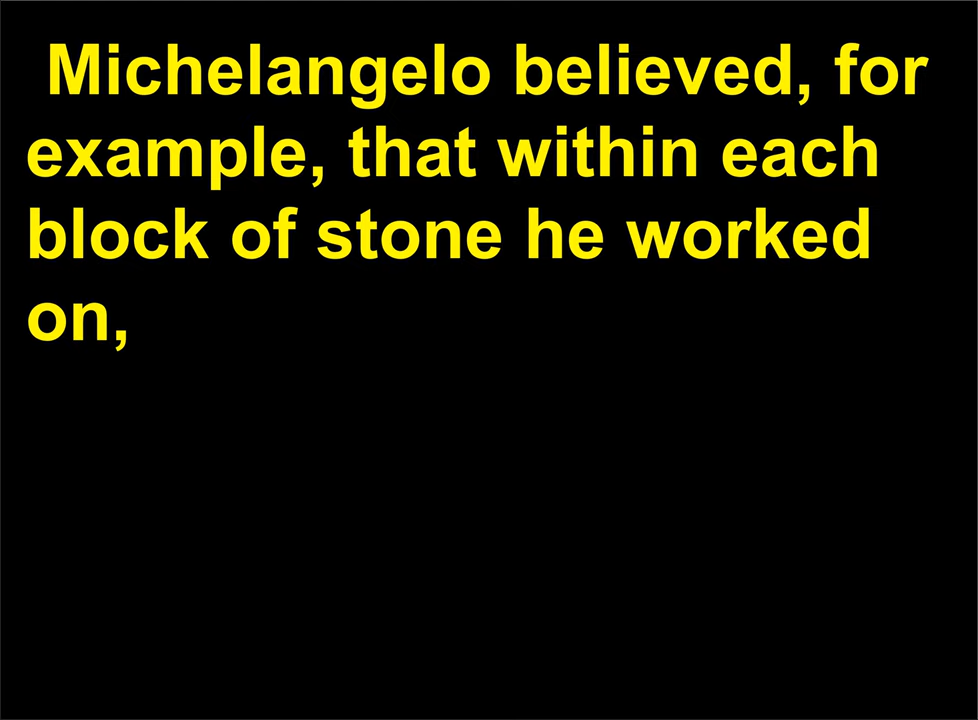 Michelangelo believed, for
example, that within each
block of stone he worked
on,